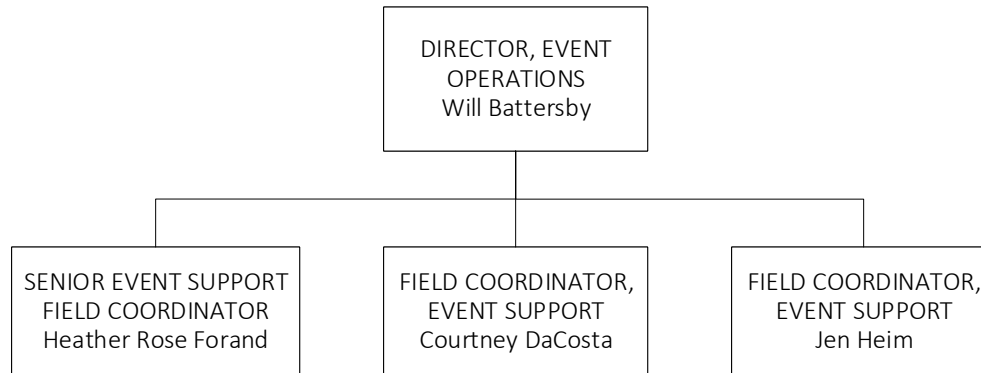 DIRECTOR, EVENT
OPERATIONS
Will Battersby
SENIOR EVENT SUPPORT
FIELD COORDINATOR
Heather Rose Forand
FIELD COORDINATOR,
EVENT SUPPORT
Courtney DaCosta
FIELD COORDINATOR,
EVENT SUPPORT
Jen Heim